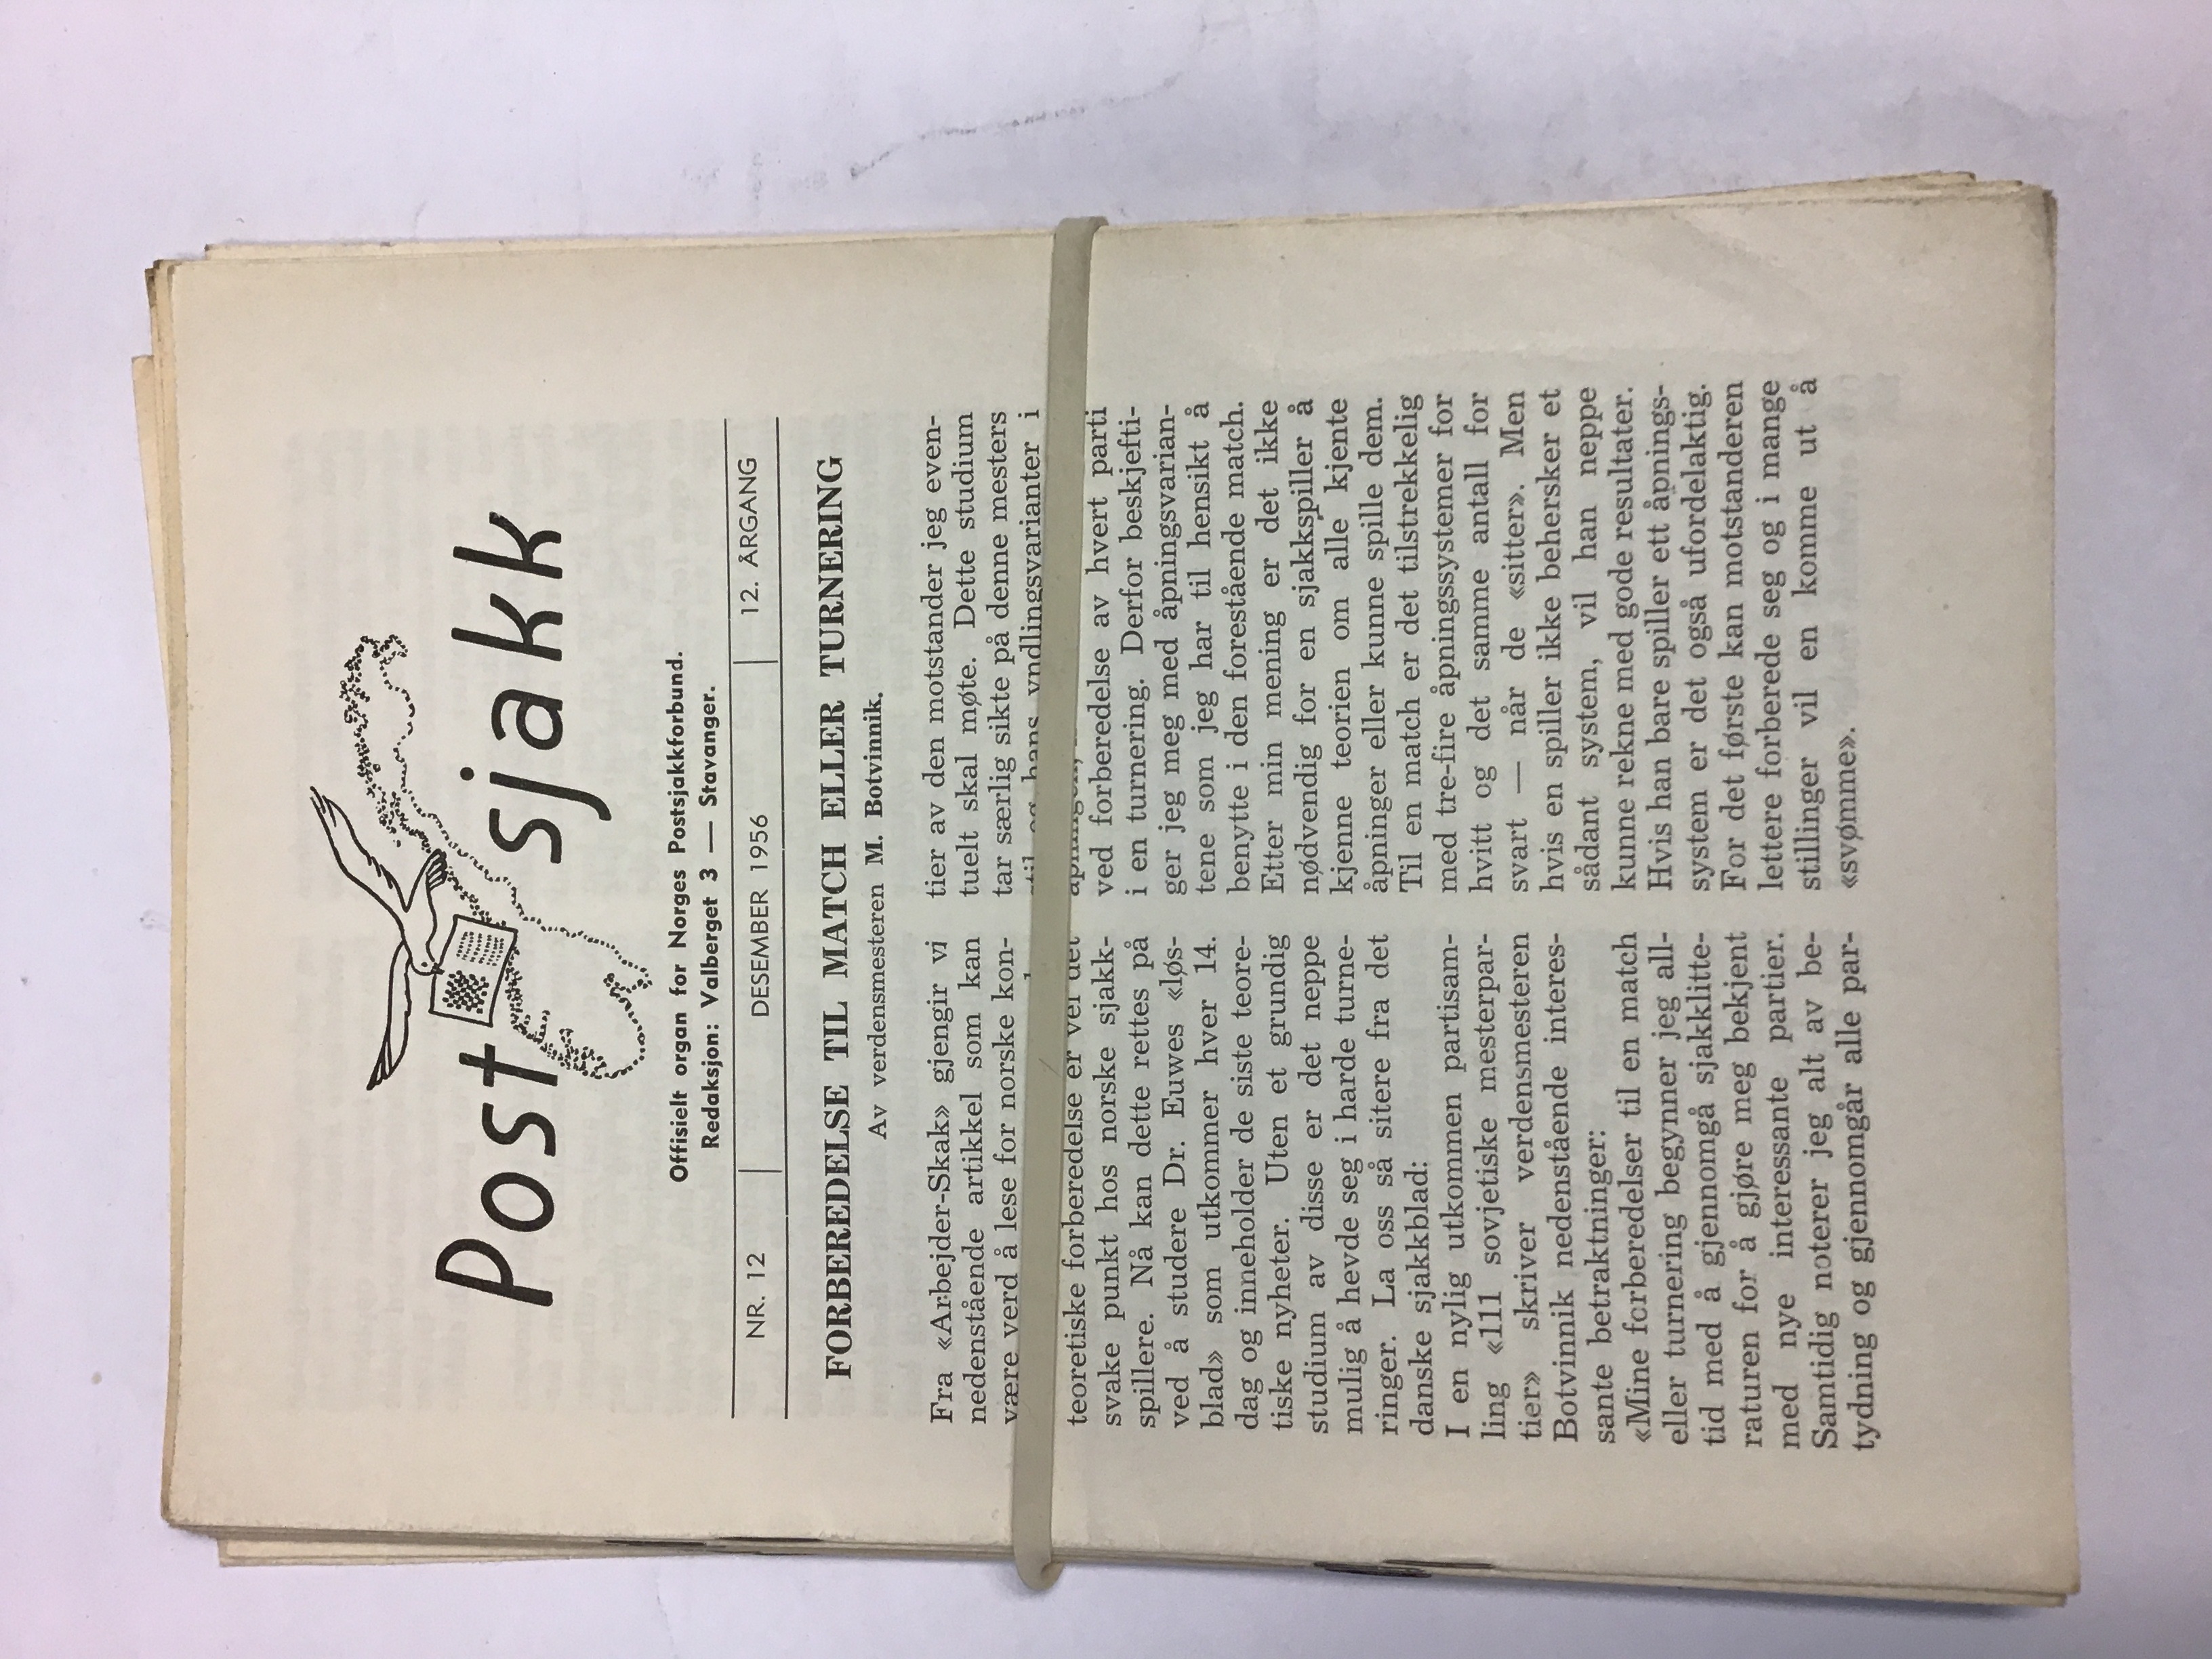 Post sjakk
Offisielt organ for Norges Postsjakkforbund.
Redaksjon: Valberget 3 — Stavanger.
NR. 12 DESEMBER 1956 12. ÅRGANG
FORBEREDELSE TIL MATCH ELLER TURNERING
Av verdensmesteren M. Botvinnik.
Fra «Arbejder-Skak» gjengir vi
nedenstående artikkel som kan
være verd å lese for norske kon-
teoretiske forberedelse er vel det
svake punkt hos norske sjakk-
spillere. Nå kan dette rettes på
ved å studere Dr. Euwes «løs-
blad» som utkommer hver 14.
dag og inneholder de siste teore-
tiske nyheter. Uten et grundig
studium av disse er det neppe
mulig å hevde seg i harde turne-
ringer. La oss så sitere fra det
danske sjakkblad:
I en nylig utkommen partisam-
ling «111 sovjetiske mesterpar-
tier» skriver verdensmesteren
Botvinnik nedenstående interes-
sante betraktninger:
«Mine forberedelser til en match
eller turnering begynner jeg all-
tid med å gjennomgå sjakklitte-
raturen for å gjøre meg bekjent
med nye interessante partier.
Samtidig noterer jeg alt av be-
tydning og gjennomgår alle par-
tier av den motstander jeg even-
tuelt skal møte. Dette studium
tar særlig sikte på denne mesters
stil og hans yndlingsvarianter i
åpningen,
ved forberedelse av hvert parti
i en turnering. Derfor beskjefti-
ger jeg meg med åpningsvarian-
tene som jeg har til hensikt å
benytte i den forestående match.
Etter min mening er det ikke
nødvendig for en sjakkspiller å
kjenne teorien om alle kjente
åpninger eller kunne spille dem.
Til en match er det tilstrekkelig
med tre-fire åpningssystemer for
hvitt og det samme antall for
svart — når de «sitter». Men
hvis en spiller ikke behersker et
sådant system, vil han neppe
kunne rekne med gode resultater.
Hvis han bare spiller ett åpnings-
system er det også ufordelaktig.
For det første kan motstanderen
lettere forberede seg og i mange
stillinger vil en komme ut å
«svømme».